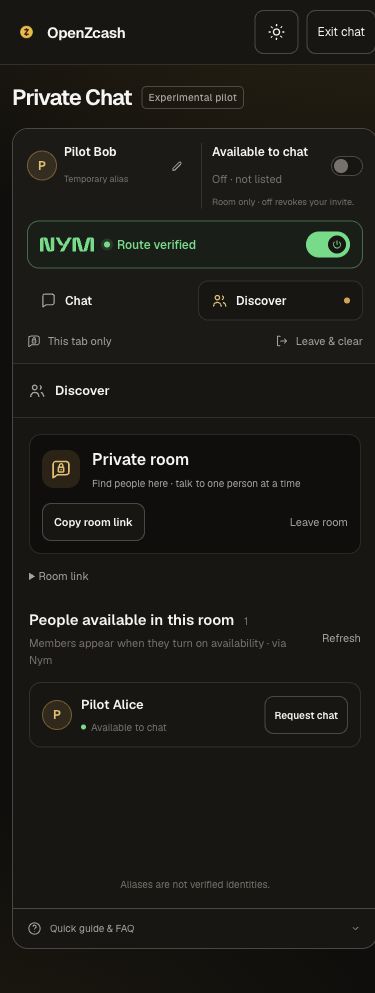 OpenZcash
Exit chat
Private Chat
Experimental pilot
P
Pilot Bob
Temporary alias
Available to chat
Off · not listed
Room only · off revokes your invite.
NYM
Route verified
Chat
Discover
This tab only
Leave & clear
Discover
Private room
Find people here · talk to one person at a time
Copy room link
Leave room
Room link
People available in this room 1
Members appear when they turn on availability · via
Nym
Refresh
P
Pilot Alice
Available to chat
Request chat
Aliases are not verified identities.
Quick guide & FAQ